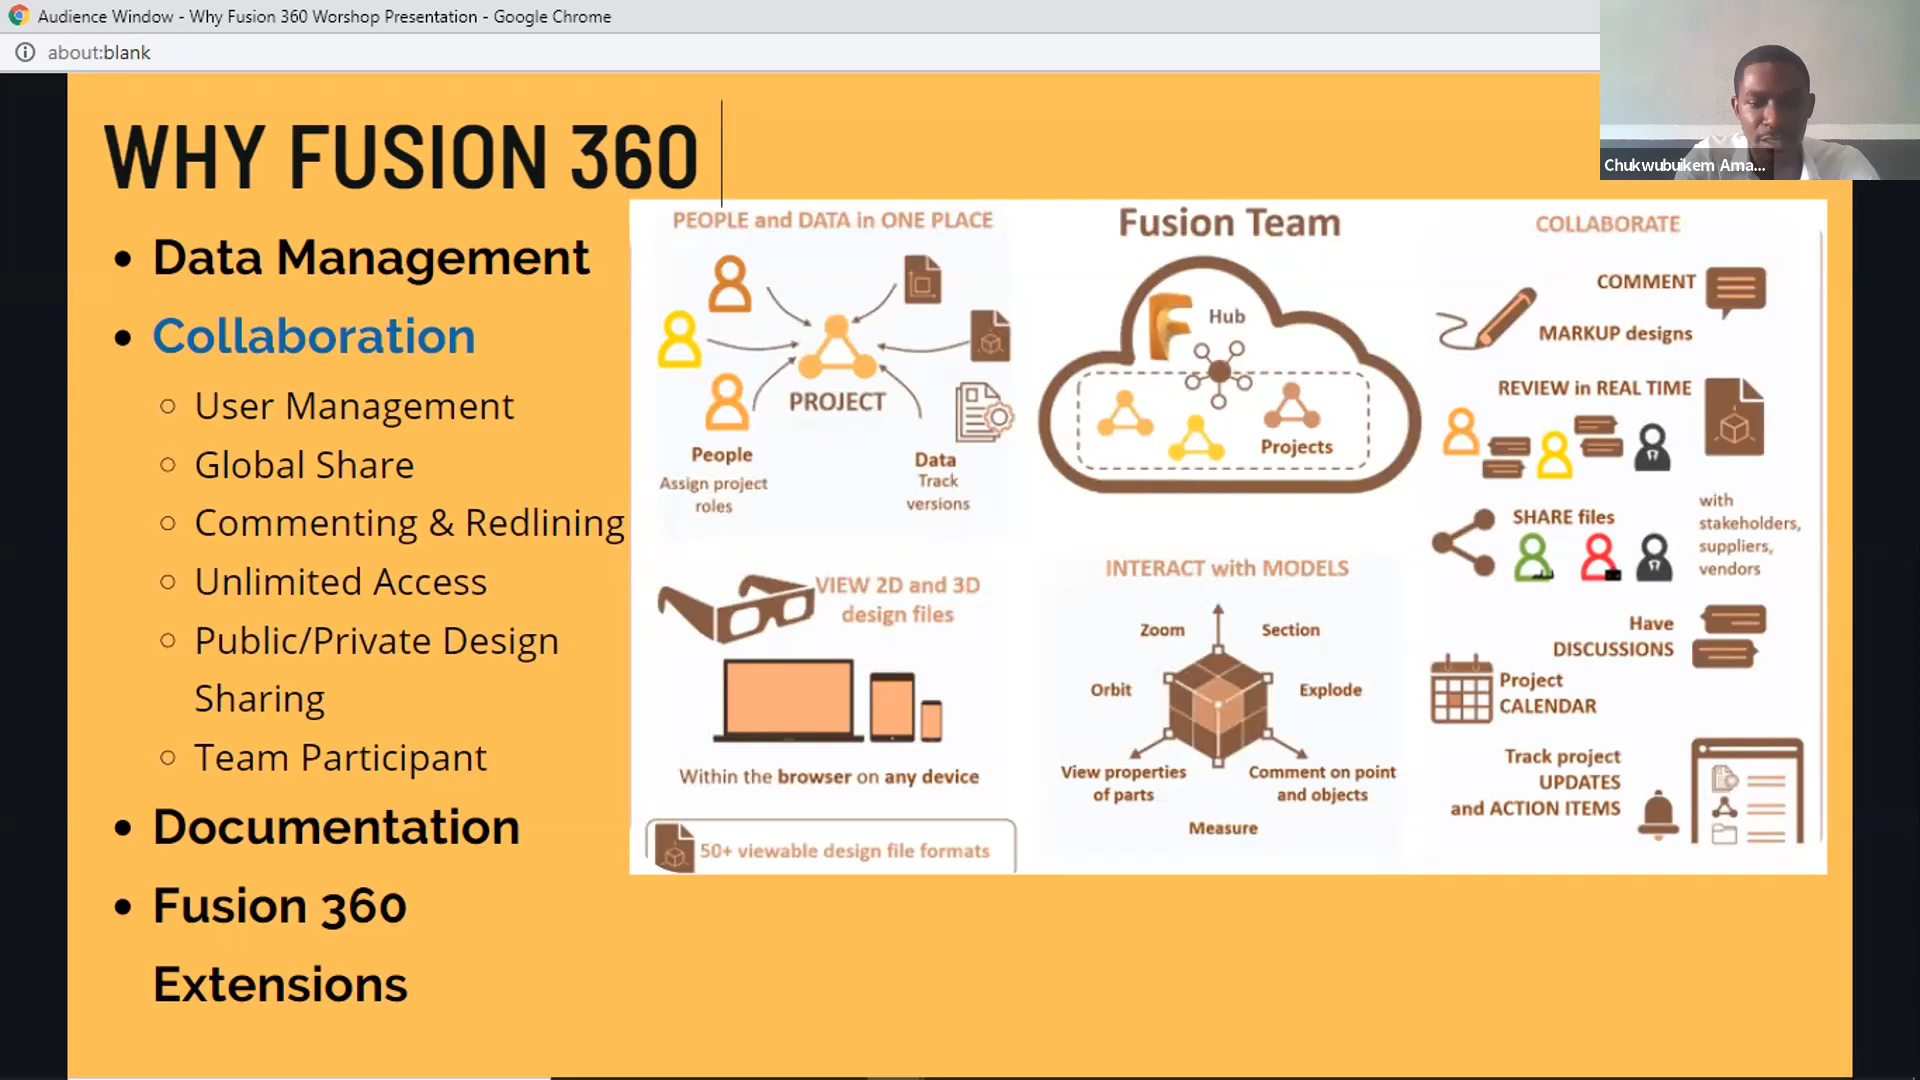 Audience Window - Why Fusion 360 Worshop Presentation - Google Chrome
about:blank
Chukwubuikem Ama...
WHY FUSION 360
Data Management
Collaboration
User Management
Global Share
Commenting & Redlining
Unlimited Access
Public/Private Design
Sharing
Team Participant
Documentation
Fusion 360
Extensions
PEOPLE and DATA in ONE PLACE
PROJECT
People
Assign project
roles
Data
Track
versions
VIEW 2D and 3D
design files
Within the browser on any device
50+ viewable design file formats
Fusion Team
Hub
Projects
INTERACT with MODELS
Zoom
Section
Orbit
Explode
View properties
of parts
Comment on point
and objects
Measure
COLLABORATE
COMMENT
MARKUP designs
REVIEW in REAL TIME
SHARE files
with
stakeholders,
suppliers,
vendors
Have
DISCUSSIONS
Project
CALENDAR
Track project
UPDATES
and ACTION ITEMS